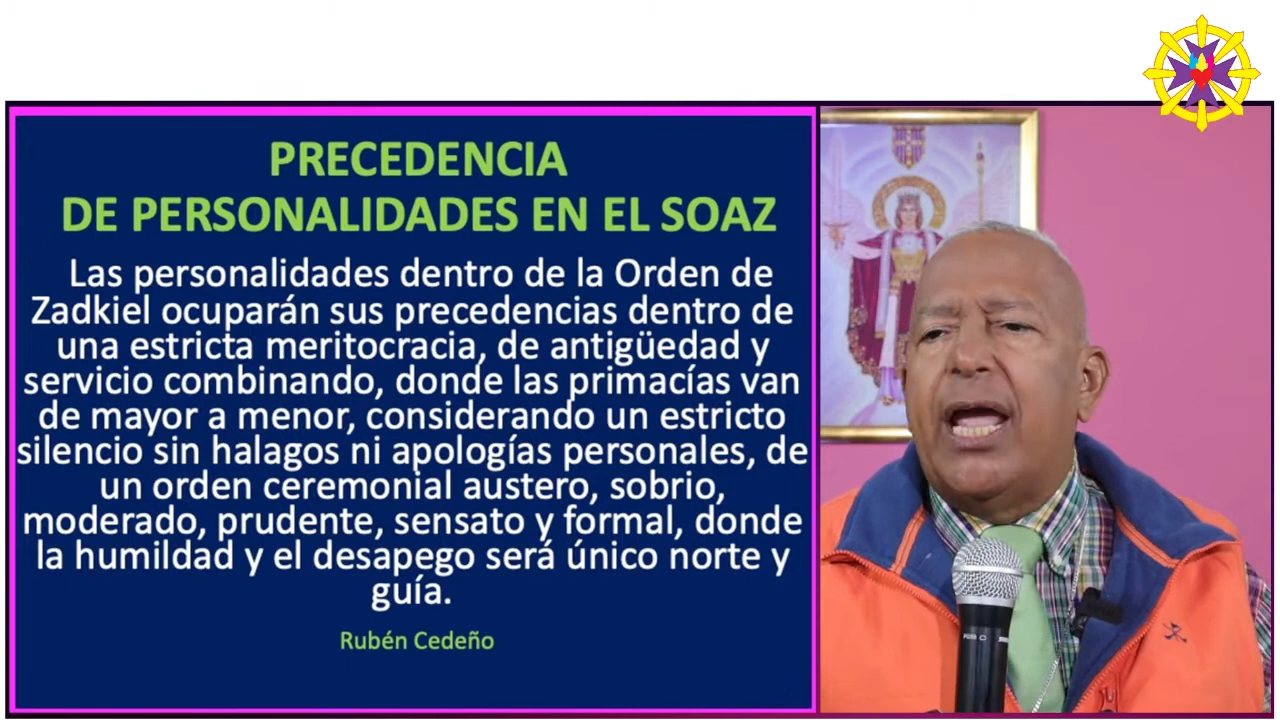 PRECEDENCIA
DE PERSONALIDADES EN EL SOAZ
Las personalidades dentro de la Orden de
Zadkiel ocuparán sus precedencias dentro de
una estricta meritocracia, de antigüedad y
servicio combinando, donde las primacías van
de mayor a menor, considerando un estricto
silencio sin halagos ni apologías personales, de
un orden ceremonial austero, sobrio,
moderado, prudente, sensato y formal, donde
la humildad y el desapego será único norte y
guía.
Rubén Cedeño